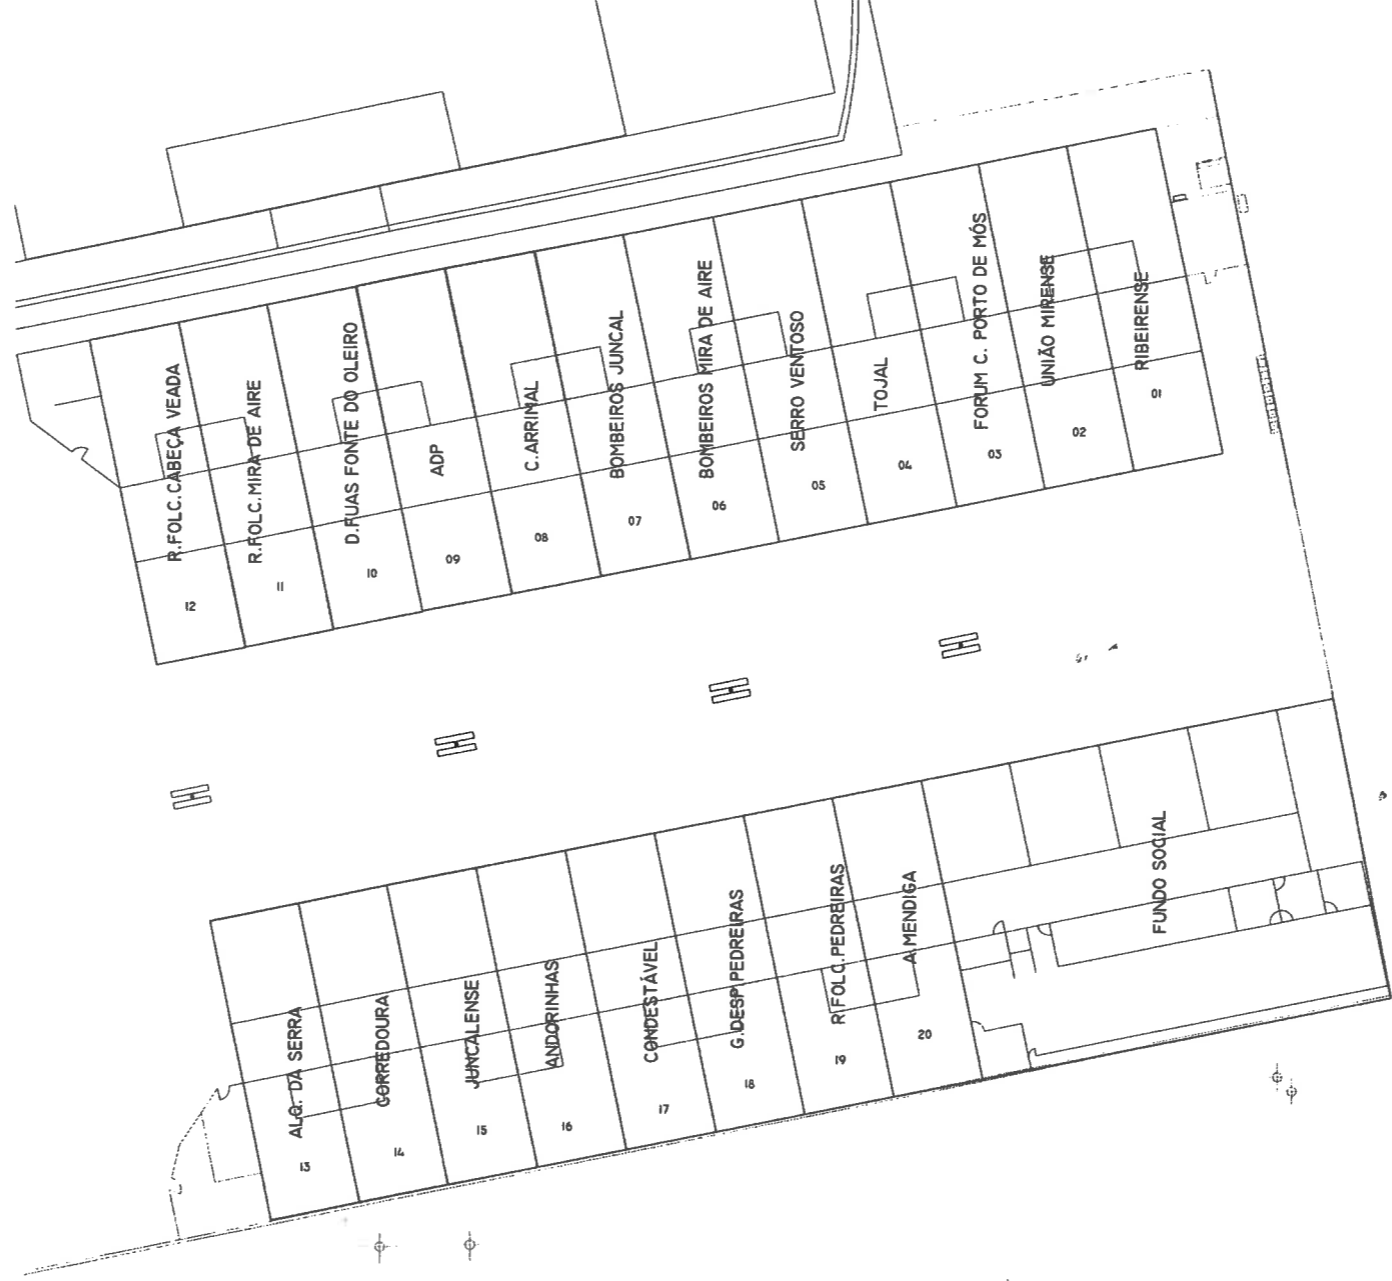 R.FOLC.CABEÇA VEADA
R.FOLC.MIRA DE AIRE
D.FUAS FONTE DO OLEIRO
ADP
C.ARRIMAL
BOMBEIROS JUNCAL
BOMBEIROS MIRA DE AIRE
SERRO VENTOSO
TOJAL
FORUM C. PORTO DE MÓS
UNIÃO MIRENSE
RIBEIRENSE
12
11
10
09
08
07
06
05
04
03
02
01
ALQ. DA SERRA
CORREDOURA
JUNCALENSE
ANDORINHAS
CONDESTÁVEL
G.DESP.PEDREIRAS
R.FOLC.PEDREIRAS
A.MENDIGA
FUNDO SOCIAL
13
14
15
16
17
18
19
20